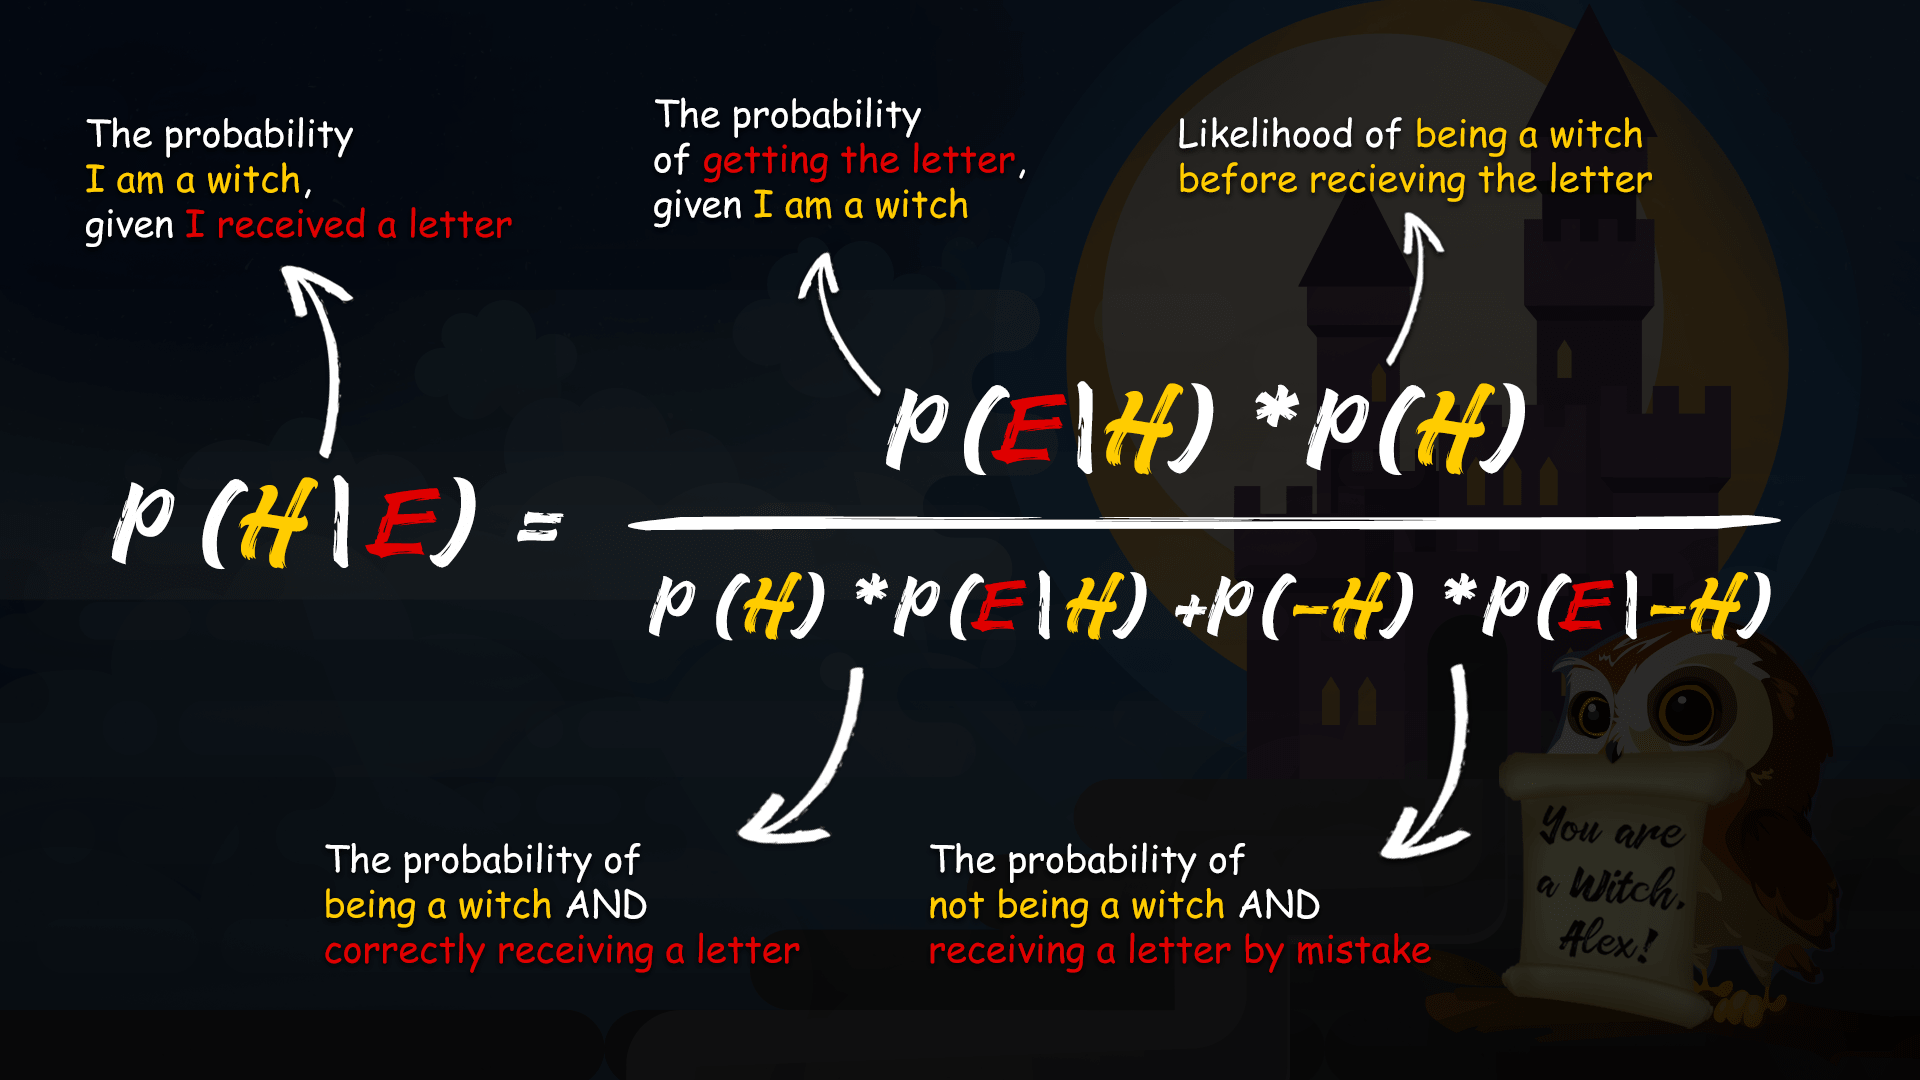 The probability
I am a witch,
given I received a letter
The probability
of getting the letter,
given I am a witch
Likelihood of being a witch
before recieving the letter
p (H|E) =
p (E|H) *p (H)
p (H) *p (E|H) +p (-H) *p (E|-H)
The probability of
being a witch AND
correctly receiving a letter
The probability of
not being a witch AND
receiving a letter by mistake
You are
a Witch,
Alex!